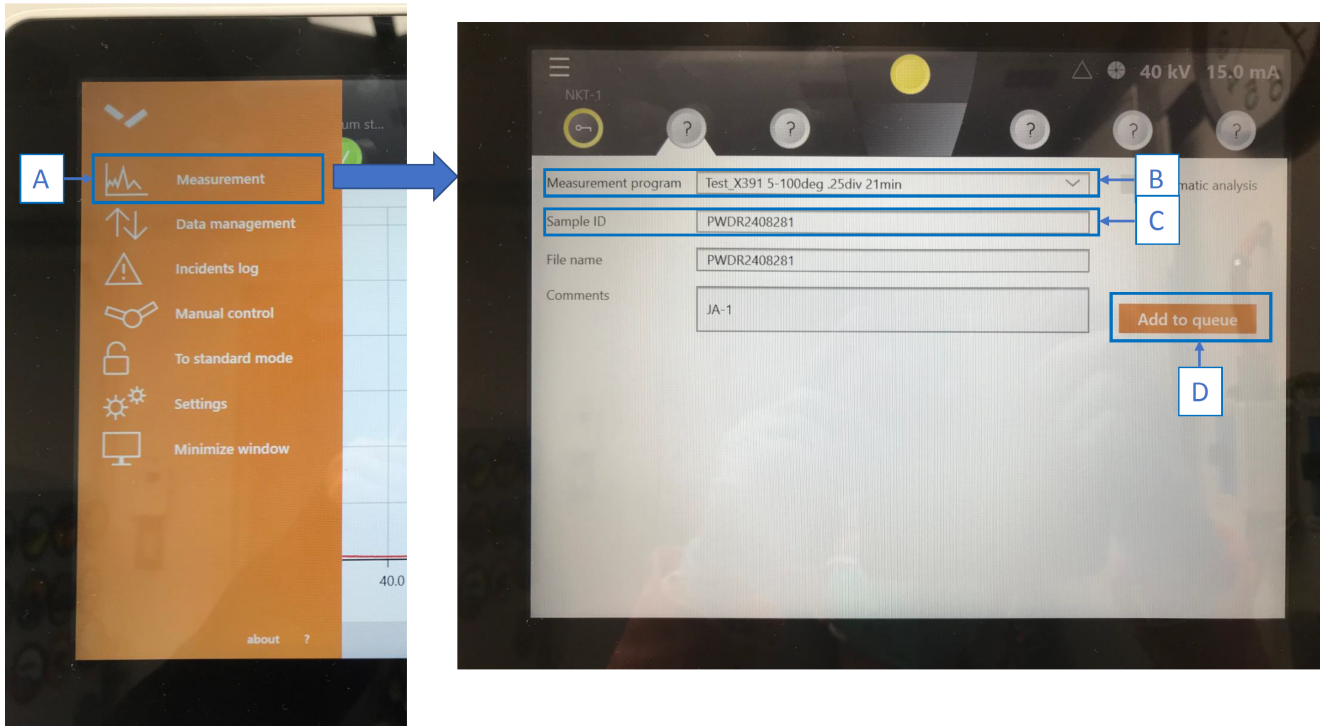 um st...
A
Measurement
Data management
Incidents log
Manual control
To standard mode
Settings
Minimize window
40.0
about ?
NKT-1
40 kV 15.0 mA
? ? ? ? ?
Measurement program Test_X391 5-100deg .25div 21min
B
matic analysis
Sample ID PWDR2408281
C
File name PWDR2408281
Comments JA-1
Add to queue
D